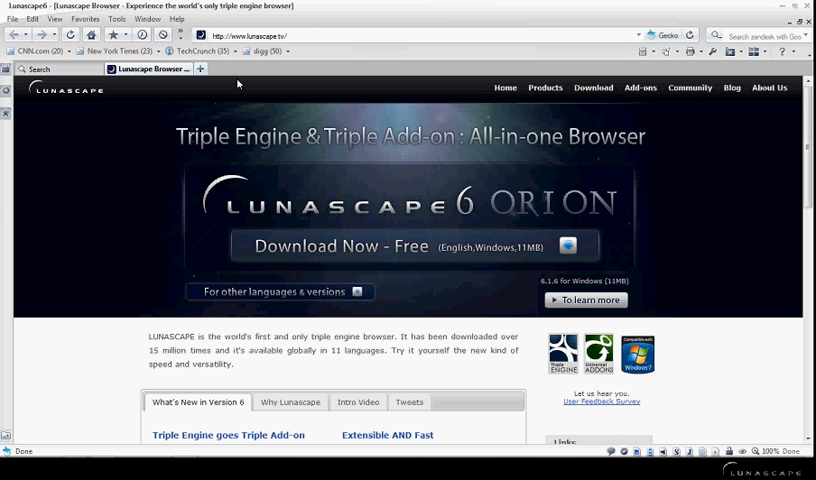 Lunascape6 - [Lunascape Browser - Experience the world's only triple engine browser]
File Edit View Favorites Tools Window Help
http://www.lunascape.tv/
Gecko
Search zendesk with Goo
CNN.com (20) New York Times (23) TechCrunch (35) digg (50)
Search
Lunascape Browser ...
LUNASCAPE
Home Products Download Add-ons Community Blog About Us
Triple Engine & Triple Add-on : All-in-one Browser
LUNASCAPE 6 ORION
Download Now - Free (English,Windows,11MB)
For other languages & versions
6.1.6 for Windows (11MB)
To learn more
LUNASCAPE is the world's first and only triple engine browser. It has been downloaded over
15 million times and it's available globally in 11 languages. Try it yourself the new kind of
speed and versatility.
Triple ENGINE
Universal ADDONS
Compatible with Windows 7
Let us hear you.
User Feedback Survey
What's New in Version 6 Why Lunascape Intro Video Tweets
Triple Engine goes Triple Add-on
Extensible AND Fast
Links
Done
100% Done
LUNASCAPE